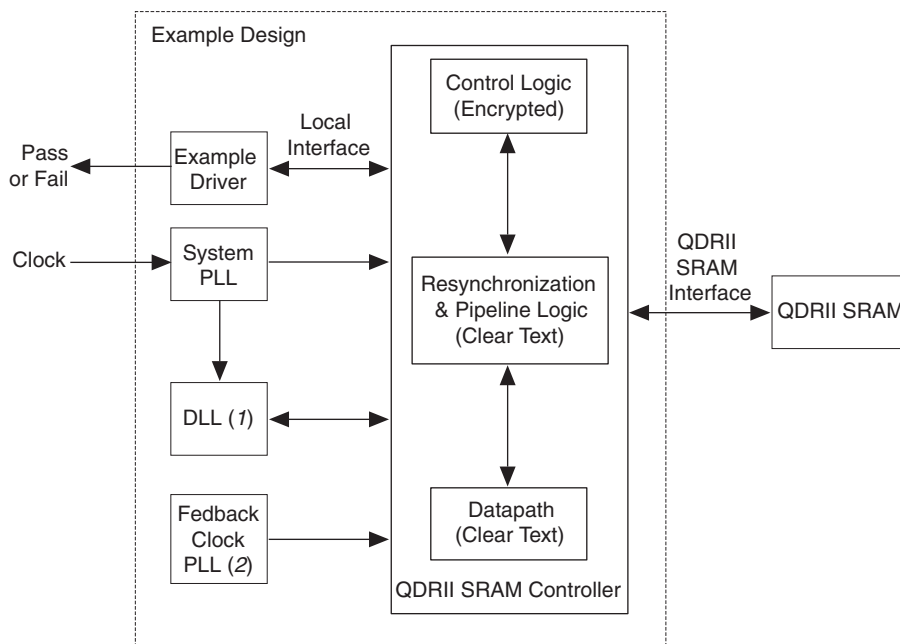 Example Design
Control Logic
(Encrypted)
Local
Interface
Pass
or Fail
Example
Driver
Clock
System
PLL
Resynchronization
& Pipeline Logic
(Clear Text)
QDRII
SRAM
Interface
QDRII SRAM
DLL (1)
Fedback
Clock
PLL (2)
Datapath
(Clear Text)
QDRII SRAM Controller